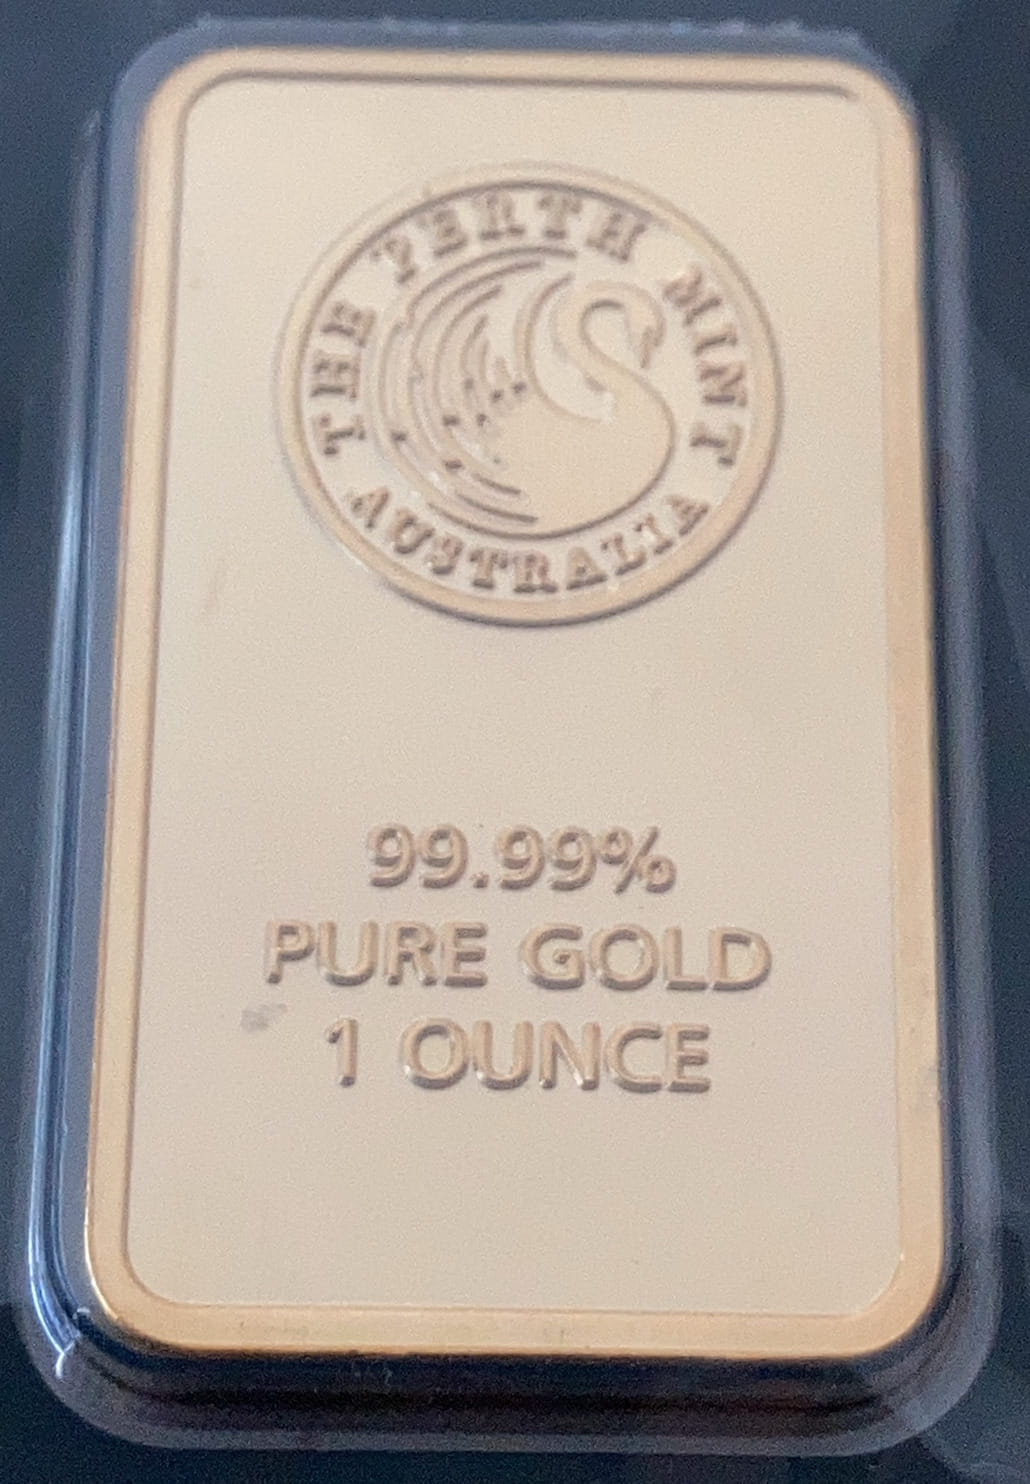 THE PERTH MINT
AUSTRALIA
99.99%
PURE GOLD
1 OUNCE